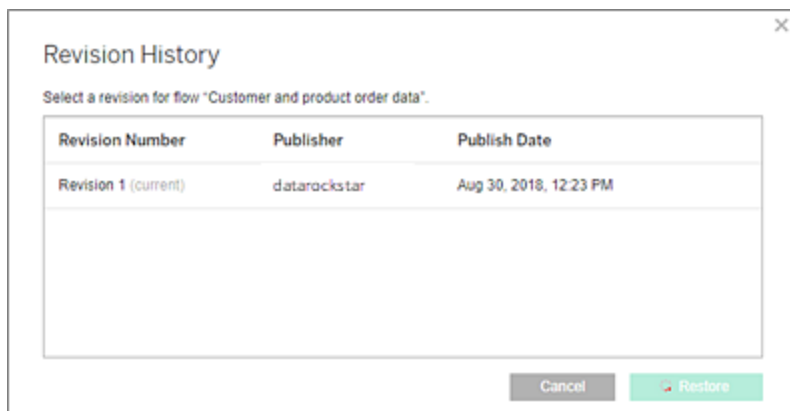 Revision History
Select a revision for flow "Customer and product order data".
Revision Number Publisher Publish Date
Revision 1 (current) datarockstar Aug 30, 2018, 12:23 PM
Cancel Restore